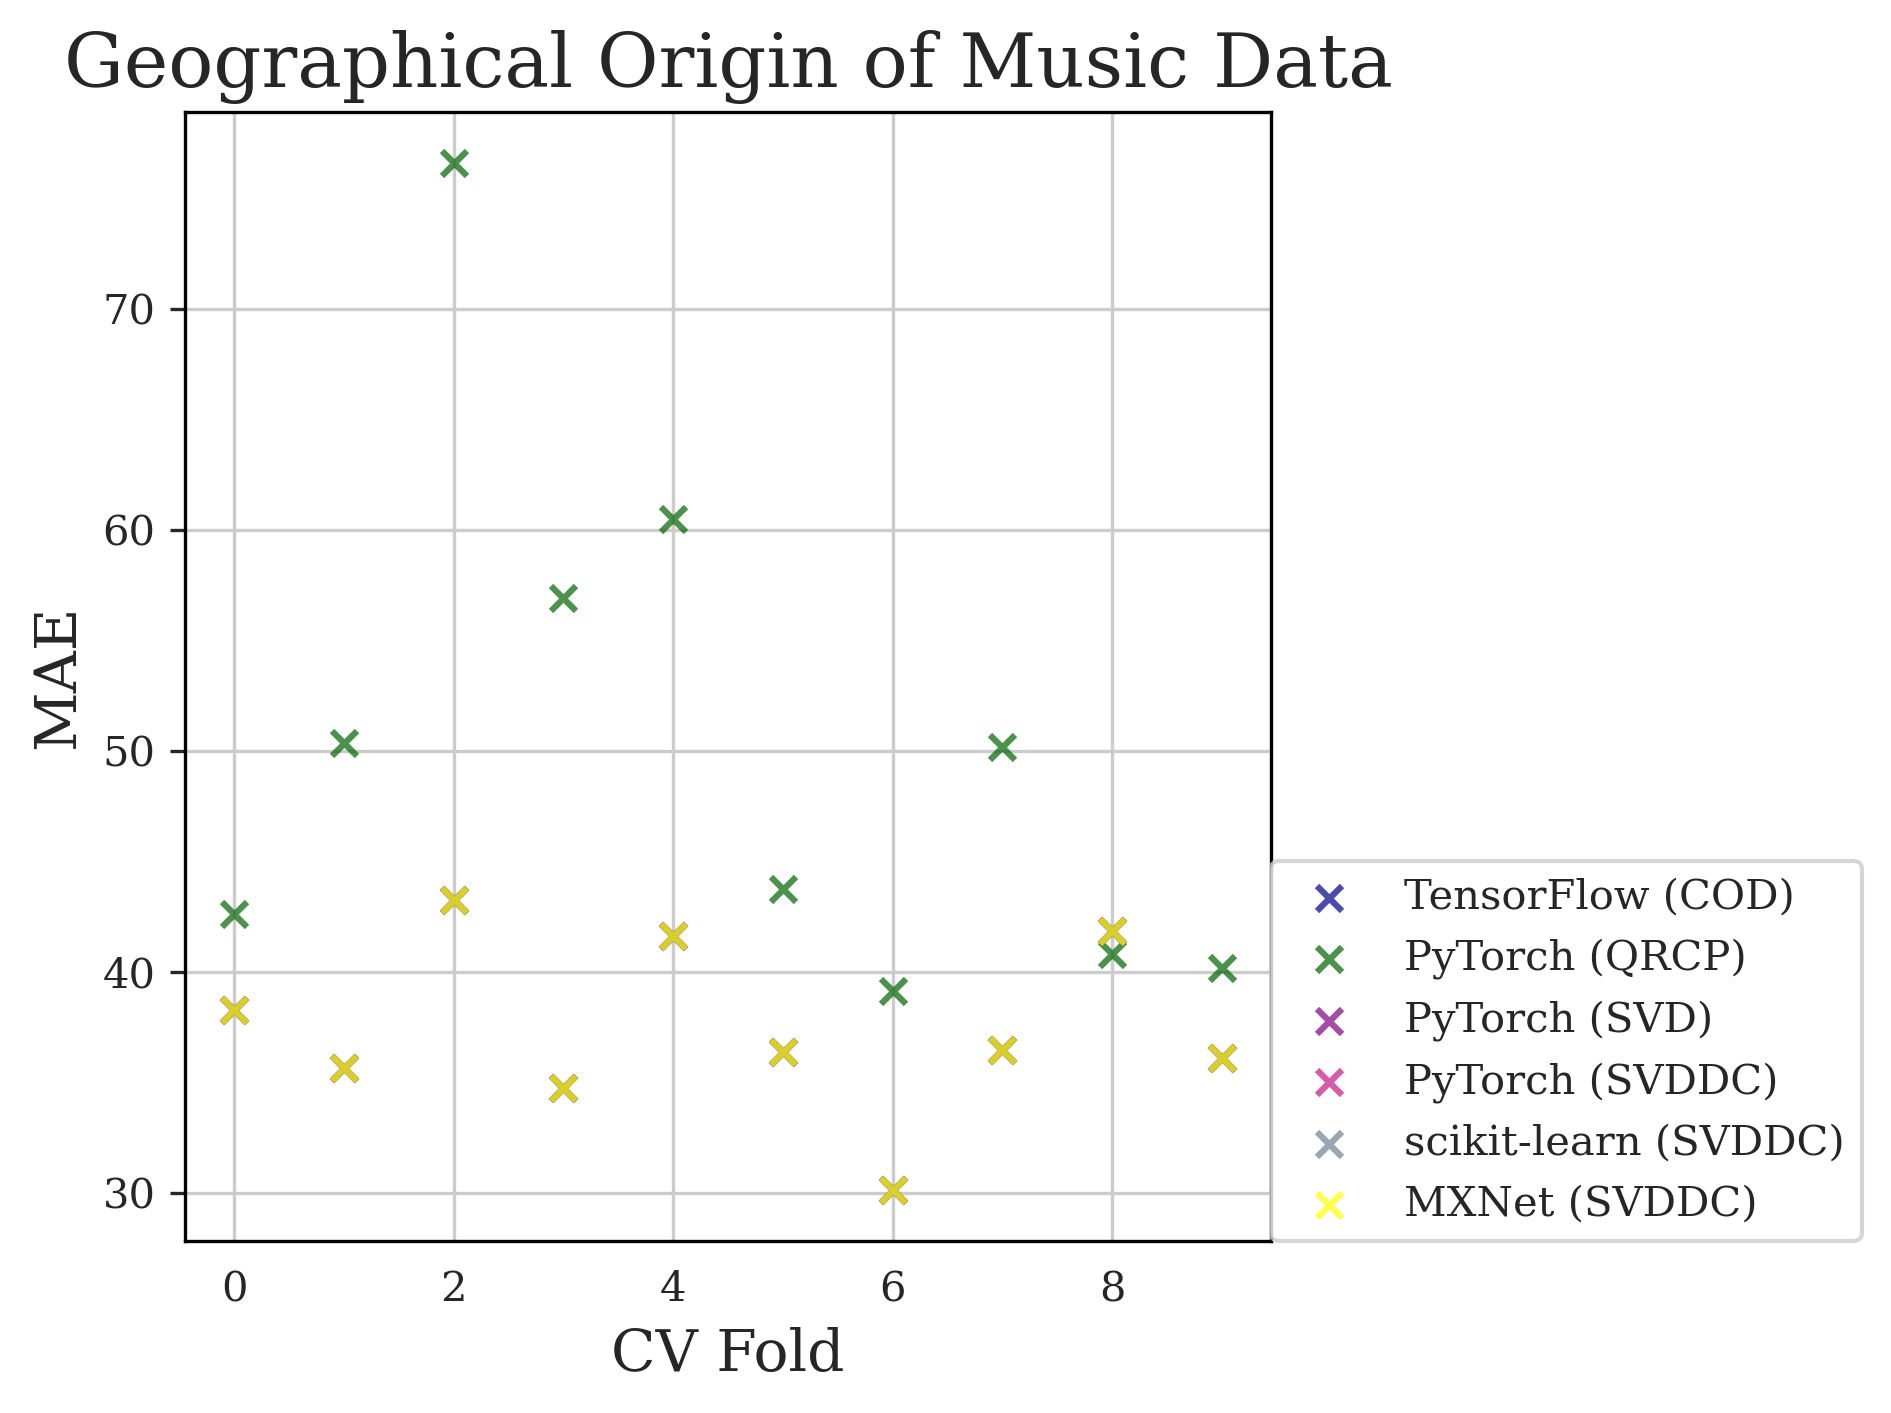 Geographical Origin of Music Data
MAE
70
60
50
40
30
0 2 4 6 8
CV Fold
TensorFlow (COD)
PyTorch (QRCP)
PyTorch (SVD)
PyTorch (SVDDC)
scikit-learn (SVDDC)
MXNet (SVDDC)